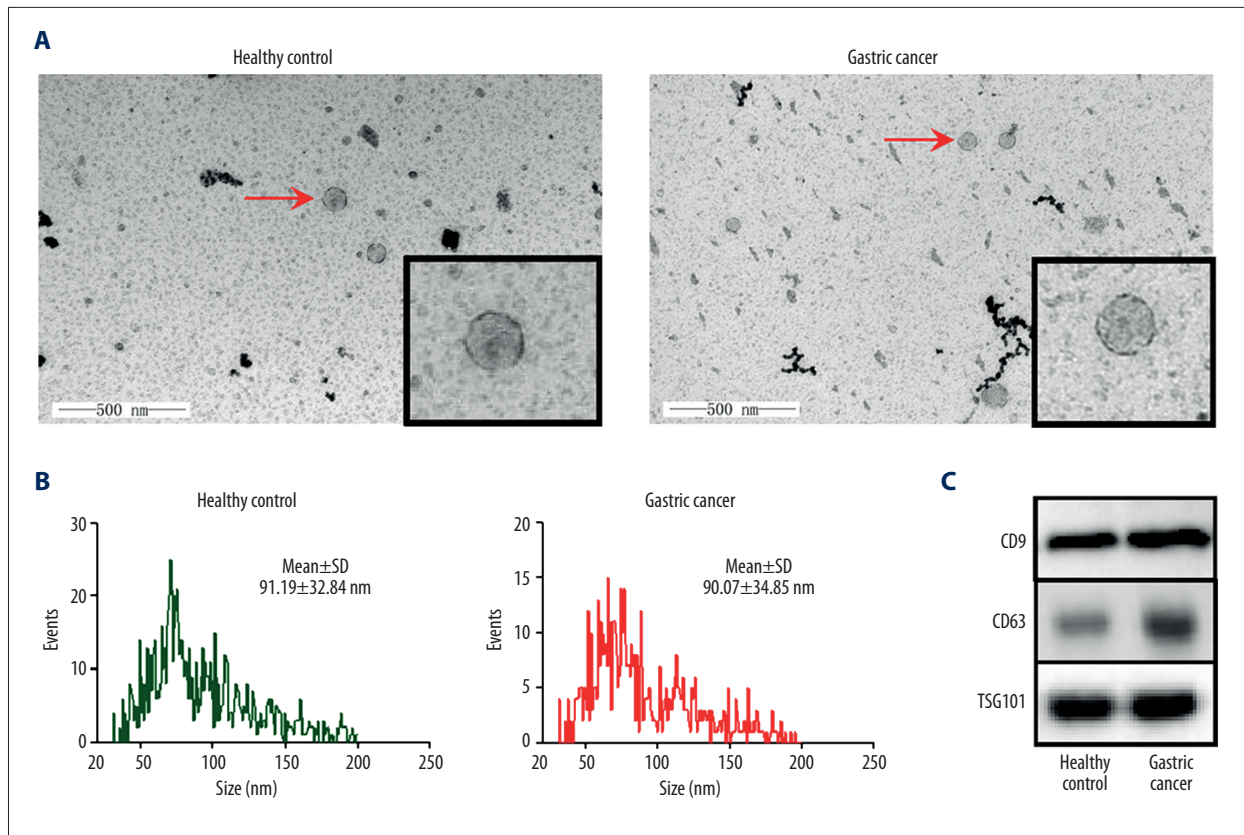 A
Healthy control
Gastric cancer
500 nm
500 nm
B
Healthy control
30
20
10
0
Events
Mean±SD
91.19±32.84 nm
20 50 100 150 200 250
Size (nm)
Gastric cancer
20
15
10
5
0
Events
Mean±SD
90.07±34.85 nm
20 50 100 150 200 250
Size (nm)
C
CD9
CD63
TSG101
Healthy
control
Gastric
cancer